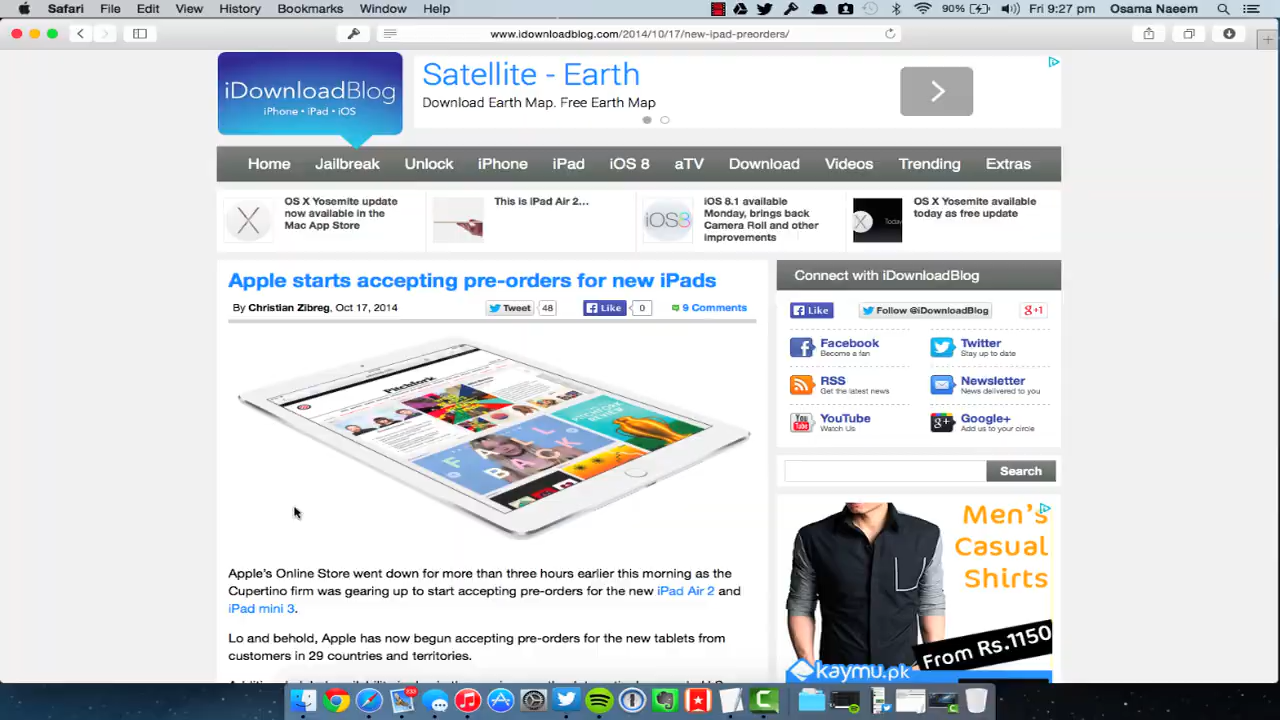 Safari File Edit View History Bookmarks Window Help 90% Fri 9:27 pm Osama Naeem
www.idownloadblog.com/2014/10/17/new-ipad-preorders/
iDownloadBlog
iPhone • iPad • iOS
Satellite - Earth
Download Earth Map. Free Earth Map
Home Jailbreak Unlock iPhone iPad iOS 8 aTV Download Videos Trending Extras
OS X Yosemite update
now available in the
Mac App Store
This is iPad Air 2...
iOS8
iOS 8.1 available
Monday, brings back
Camera Roll and other
improvements
X Today
OS X Yosemite available
today as free update
Apple starts accepting pre-orders for new iPads
By Christian Zibreg, Oct 17, 2014
Tweet 48 Like 0 9 Comments
Pitchfork
FALL
BACK
Apple's Online Store went down for more than three hours earlier this morning as the
Cupertino firm was gearing up to start accepting pre-orders for the new iPad Air 2 and
iPad mini 3.
Lo and behold, Apple has now begun accepting pre-orders for the new tablets from
customers in 29 countries and territories.
Connect with iDownloadBlog
Like Follow @iDownloadBlog g+1
Facebook
Become a fan
Twitter
Stay up to date
RSS
Get the latest news
Newsletter
News delivered to you
You
Tube
YouTube
Watch Us
g+
Google+
Add us to your circle
Search
Men's
Casual
Shirts
From Rs.1150
kaymu.pk
233